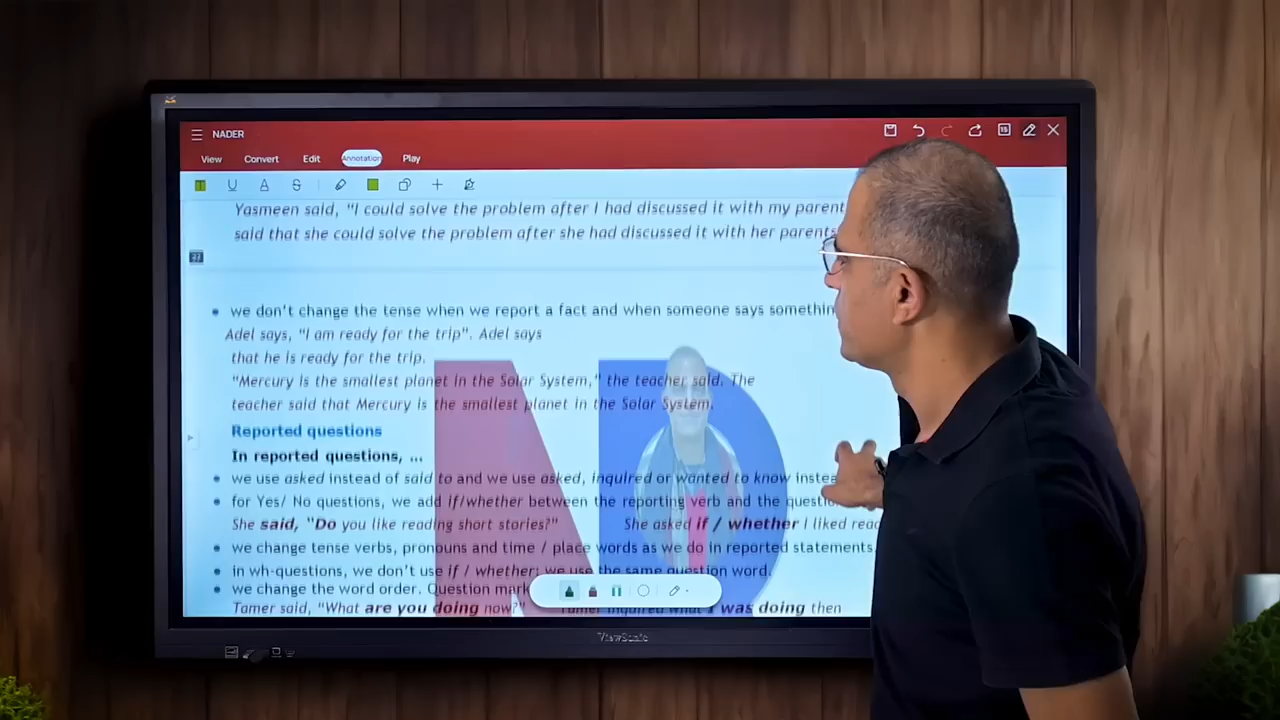 NADER
View Convert Edit Annotation Play
Yasmeen said, "I could solve the problem after I had discussed it with my parent
said that she could solve the problem after she had discussed it with her parents
27
• we don't change the tense when we report a fact and when someone says somethin
Adel says, "I am ready for the trip". Adel says
that he is ready for the trip.
"Mercury is the smallest planet in the Solar System," the teacher said. The
teacher said that Mercury is the smallest planet in the Solar System.
Reported questions
In reported questions, ...
• we use asked instead of said to and we use asked, inquired or wanted to know instea
• for Yes/ No questions, we add if/whether between the reporting verb and the questio
She said, "Do you like reading short stories?" She asked if / whether I liked read
• we change tense verbs, pronouns and time / place words as we do in reported statements.
• in wh-questions, we don't use if / whether; we use the same question word.
• we change the word order. Question mark
Tamer said, "What are you doing now?" Tamer inquired what I was doing then
ViewSonic